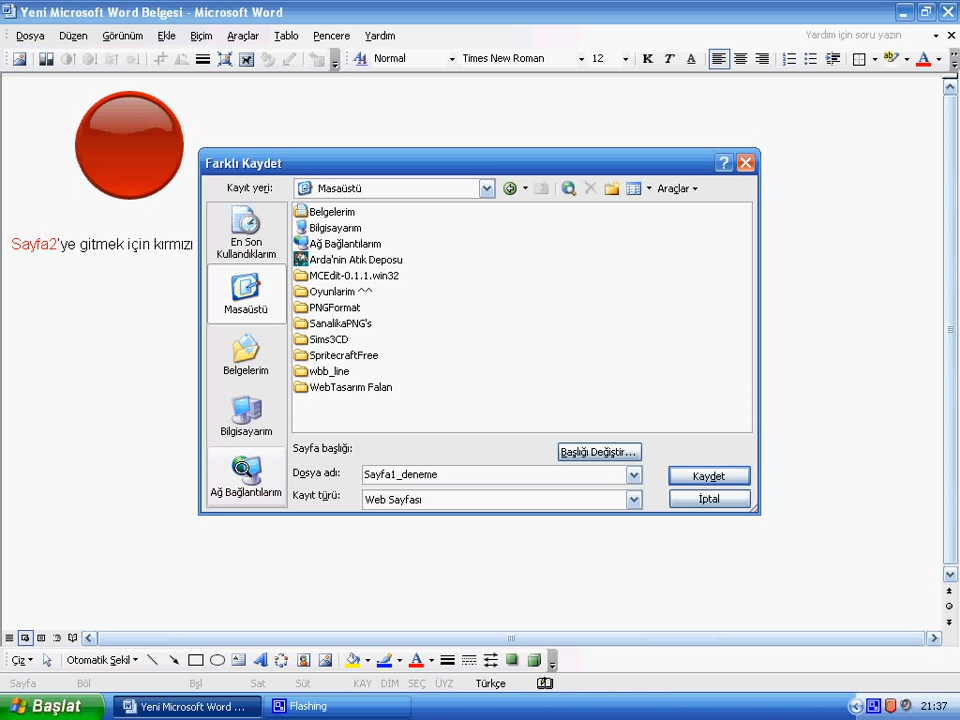 Yeni Microsoft Word Belgesi - Microsoft Word
Dosya Düzen Görünüm Ekle Biçim Araçlar Tablo Pencere Yardım Yardım için soru yazın
Normal Times New Roman 12 K T A
Sayfa2'ye gitmek için kırmızı
Farklı Kaydet
Kayıt yeri: Masaüstü Araçlar
En Son Kullandıklarım
Masaüstü
Belgelerim
Bilgisayarım
Ağ Bağlantılarım
Belgelerim
Bilgisayarım
Ağ Bağlantılarım
Arda'nin Atık Deposu
MCEdit-0.1.1.win32
Oyunlarim ^^
PNGFormat
SanalikaPNG's
Sims3CD
SpritecraftFree
wbb_line
WebTasarım Falan
Sayfa başlığı: Başlığı Değiştir...
Dosya adı: Sayfa1_deneme Kaydet
Kayıt türü: Web Sayfası İptal
Çiz Otomatik Şekil
Sayfa Böl Bşl Sat Süt KAY DİM SEÇ ÜYZ Türkçe
Başlat Yeni Microsoft Word ... Flashing 21:37